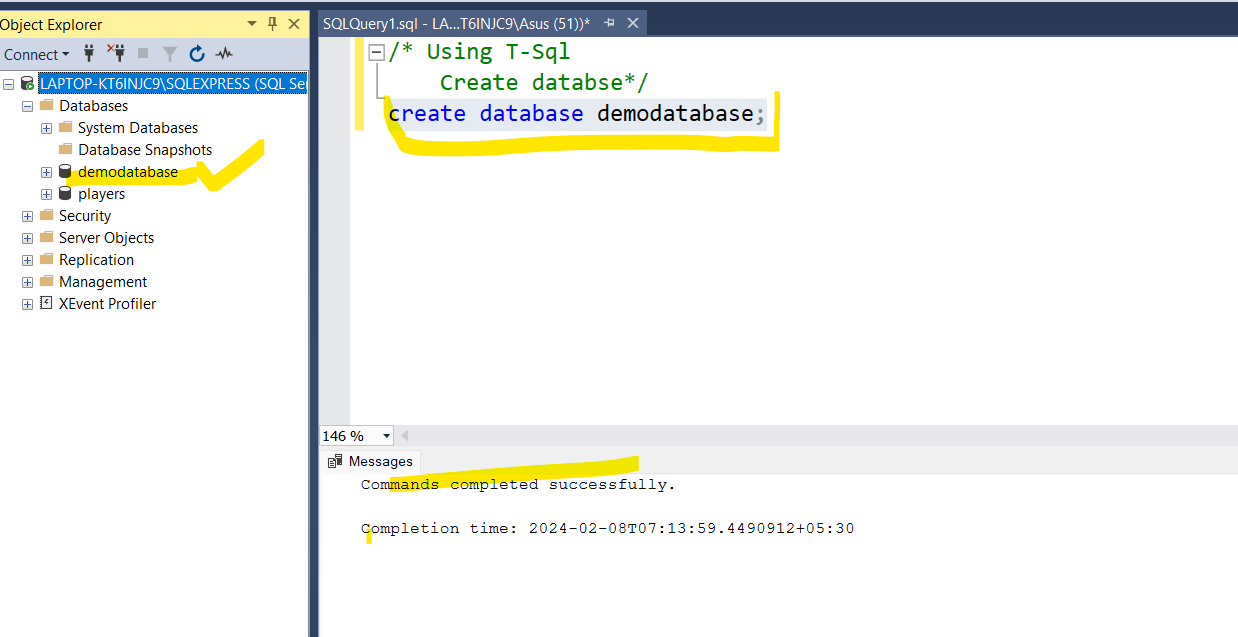 Object Explorer
Connect
LAPTOP-KT6INJC9\SQLEXPRESS (SQL Ser
Databases
System Databases
Database Snapshots
demodatabase
players
Security
Server Objects
Replication
Management
XEvent Profiler
SQLQuery1.sql - LA...T6INJC9\Asus (51))*
/* Using T-Sql
Create databse*/
create database demodatabase;
146 %
Messages
Commands completed successfully.
Completion time: 2024-02-08T07:13:59.4490912+05:30